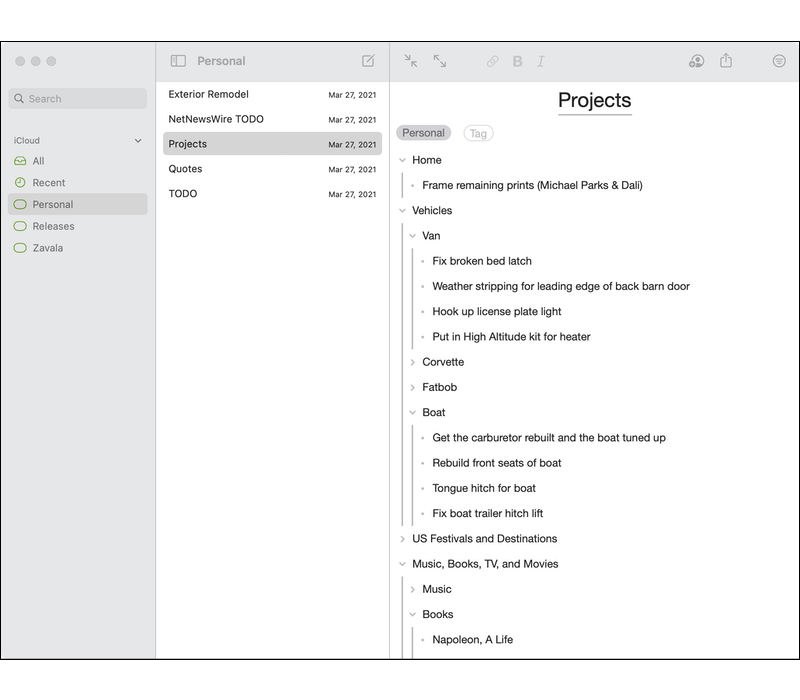 Personal
B I
Search
iCloud
All
Recent
Personal
Releases
Zavala
Exterior Remodel Mar 27, 2021
NetNewsWire TODO Mar 27, 2021
Projects Mar 27, 2021
Quotes Mar 27, 2021
TODO Mar 27, 2021
Projects
Personal Tag
Home
Frame remaining prints (Michael Parks & Dali)
Vehicles
Van
Fix broken bed latch
Weather stripping for leading edge of back barn door
Hook up license plate light
Put in High Altitude kit for heater
Corvette
Fatbob
Boat
Get the carburetor rebuilt and the boat tuned up
Rebuild front seats of boat
Tongue hitch for boat
Fix boat trailer hitch lift
US Festivals and Destinations
Music, Books, TV, and Movies
Music
Books
Napoleon, A Life